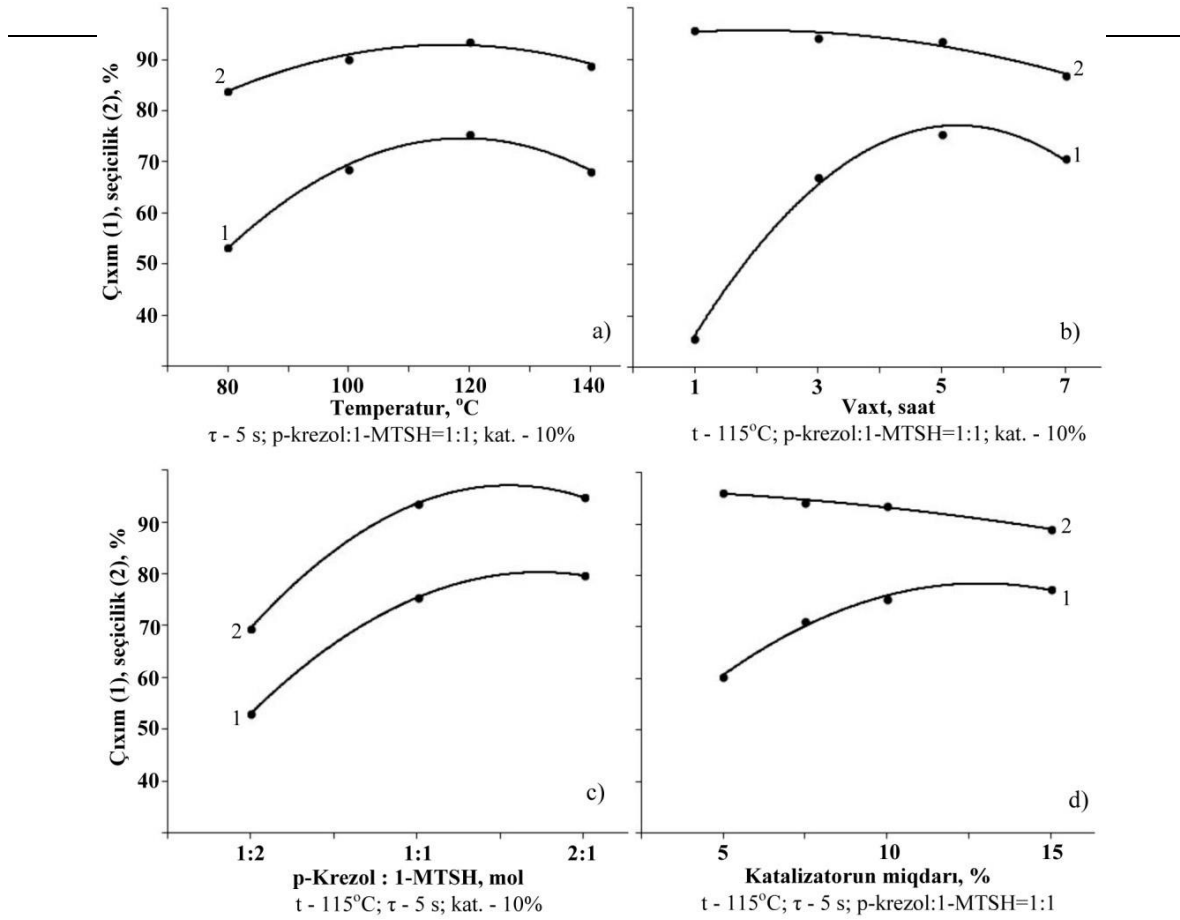 Çıxım (1), seçicilik (2), %
90
80
70
60
50
40
2
1
a)
80 100 120 140
Temperatur, °C
τ - 5 s; p-krezol:1-MTSH=1:1; kat. - 10%
2
1
b)
1 3 5 7
Vaxt, saat
t - 115°C; p-krezol:1-MTSH=1:1; kat. - 10%
Çıxım (1), seçicilik (2), %
90
80
70
60
50
40
2
1
c)
1:2 1:1 2:1
p-Krezol : 1-MTSH, mol
t - 115°C; τ - 5 s; kat. - 10%
2
1
d)
5 10 15
Katalizatorun miqdarı, %
t - 115°C; τ - 5 s; p-krezol:1-MTSH=1:1